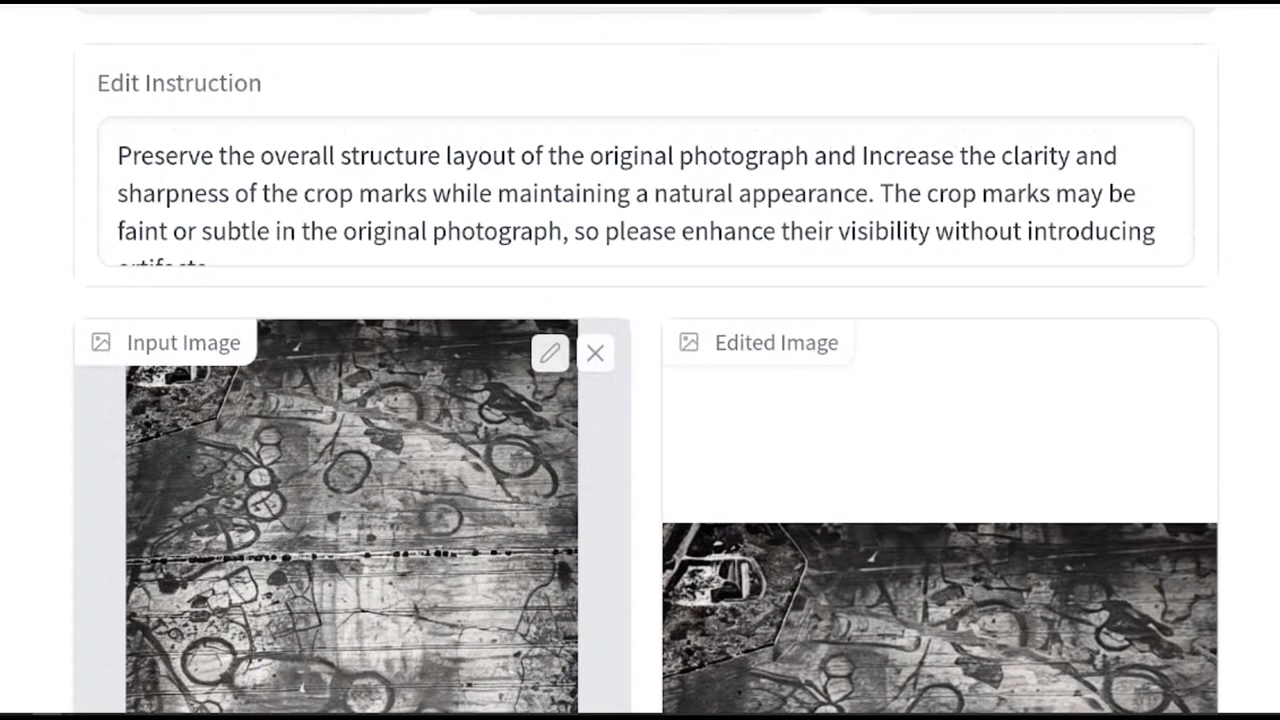 Edit Instruction
Preserve the overall structure layout of the original photograph and Increase the clarity and
sharpness of the crop marks while maintaining a natural appearance. The crop marks may be
faint or subtle in the original photograph, so please enhance their visibility without introducing
artifacts
Input Image
Edited Image